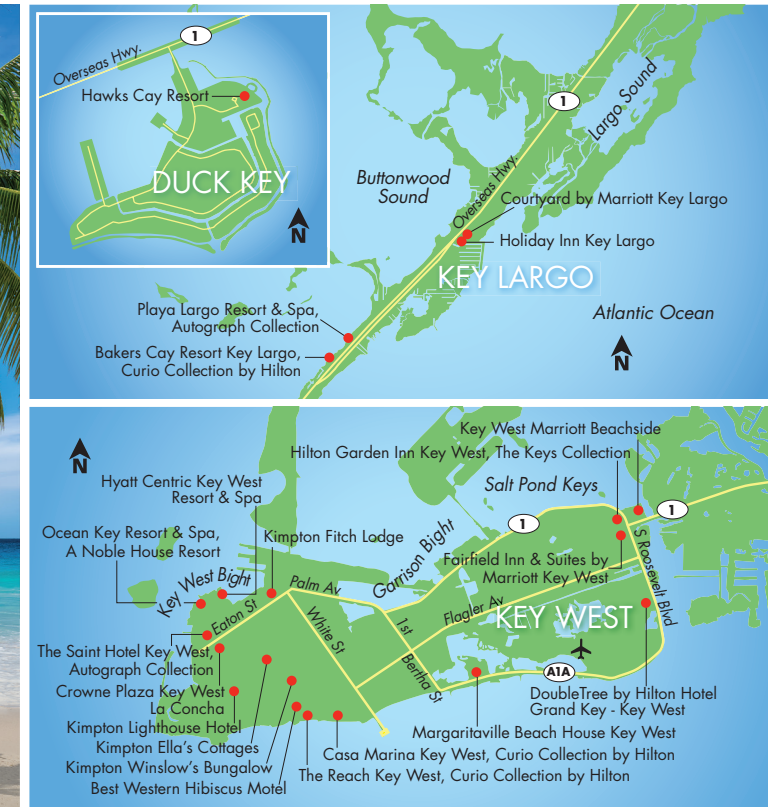 1
Overseas Hwy.
Hawks Cay Resort
DUCK KEY
N
1
Largo Sound
Buttonwood
Sound
Overseas Hwy.
Courtyard by Marriott Key Largo
Holiday Inn Key Largo
KEY LARGO
Playa Largo Resort & Spa,
Autograph Collection
Atlantic Ocean
Bakers Cay Resort Key Largo,
Curio Collection by Hilton
N
N
Key West Marriott Beachside
Hilton Garden Inn Key West, The Keys Collection
Hyatt Centric Key West
Resort & Spa
Salt Pond Keys
1
1
Ocean Key Resort & Spa,
A Noble House Resort
Kimpton Fitch Lodge
Garrison Bight
S Roosevelt Blvd
Fairfield Inn & Suites by
Marriott Key West
Key West Bight
Palm Av
Eaton St
White St
1st
Flagler Av
KEY WEST
Bertha St
A1A
The Saint Hotel Key West,
Autograph Collection
Crowne Plaza Key West
La Concha
DoubleTree by Hilton Hotel
Grand Key - Key West
Kimpton Lighthouse Hotel
Margaritaville Beach House Key West
Kimpton Ella's Cottages
Casa Marina Key West, Curio Collection by Hilton
Kimpton Winslow's Bungalow
The Reach Key West, Curio Collection by Hilton
Best Western Hibiscus Motel